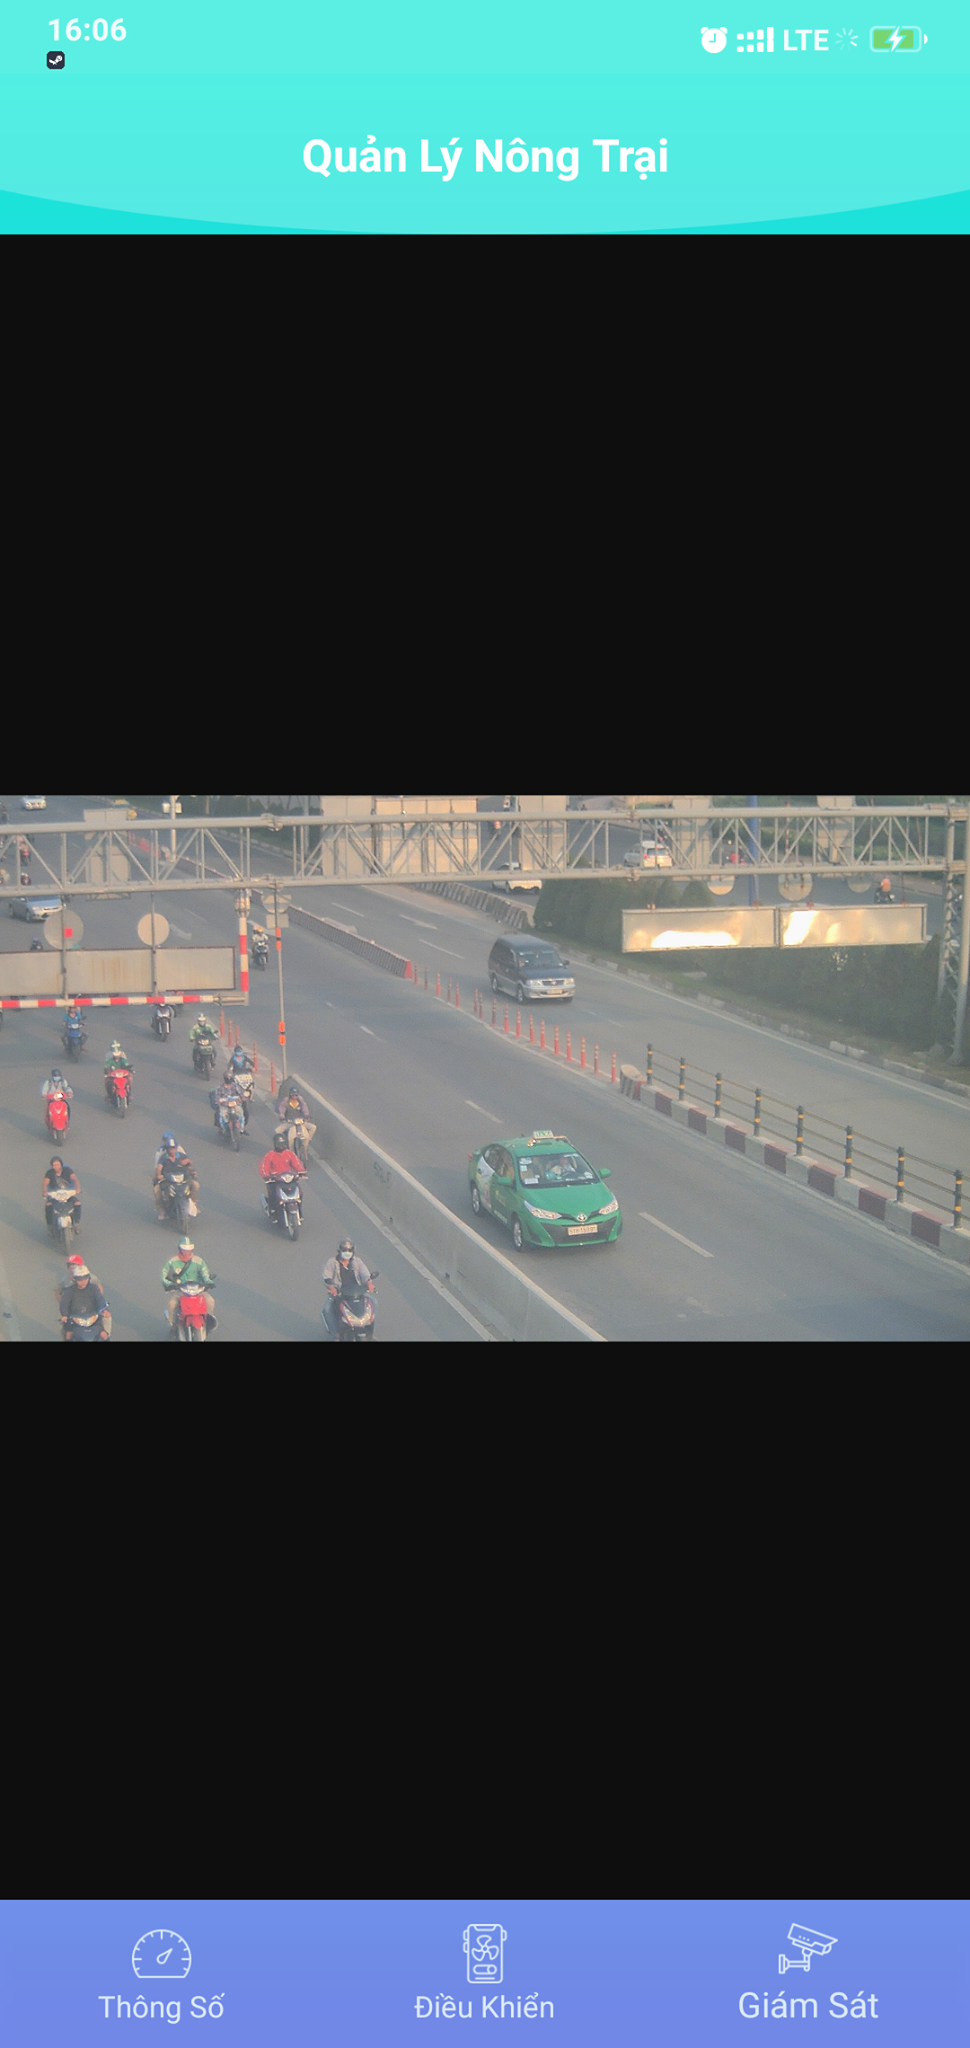 16:06
LTE
Quản Lý Nông Trại
Thông Số
Điều Khiển
Giám Sát